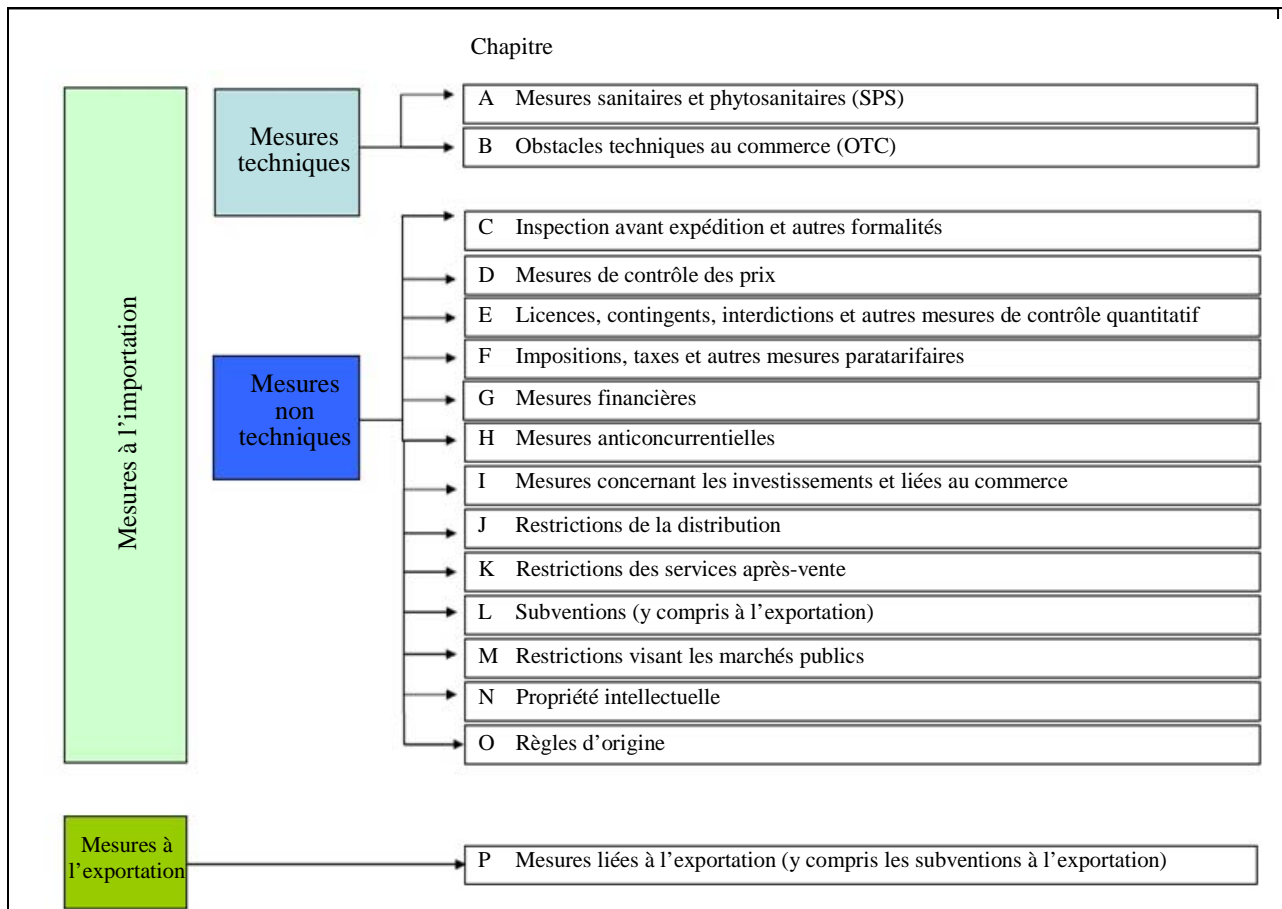 Chapitre
Mesures à l’importation
Mesures
techniques
A Mesures sanitaires et phytosanitaires (SPS)
B Obstacles techniques au commerce (OTC)
Mesures
non
techniques
C Inspection avant expédition et autres formalités
D Mesures de contrôle des prix
E Licences, contingents, interdictions et autres mesures de contrôle quantitatif
F Impositions, taxes et autres mesures paratarifaires
G Mesures financières
H Mesures anticoncurrentielles
I Mesures concernant les investissements et liées au commerce
J Restrictions de la distribution
K Restrictions des services après-vente
L Subventions (y compris à l’exportation)
M Restrictions visant les marchés publics
N Propriété intellectuelle
O Règles d’origine
Mesures à
l’exportation
P Mesures liées à l’exportation (y compris les subventions à l’exportation)